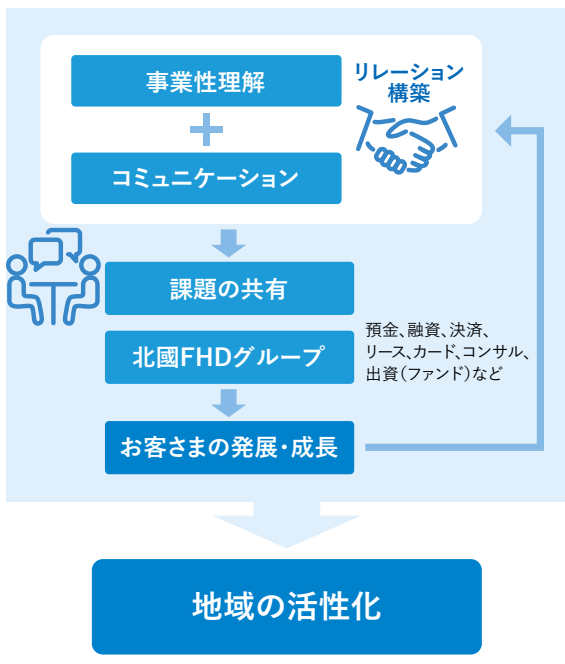 事業性理解
+
コミュニケーション
リレーション
構築
課題の共有
北國FHDグループ
預金、融資、決済、
リース、カード、コンサル、
出資（ファンド）など
お客さまの発展・成長
地域の活性化